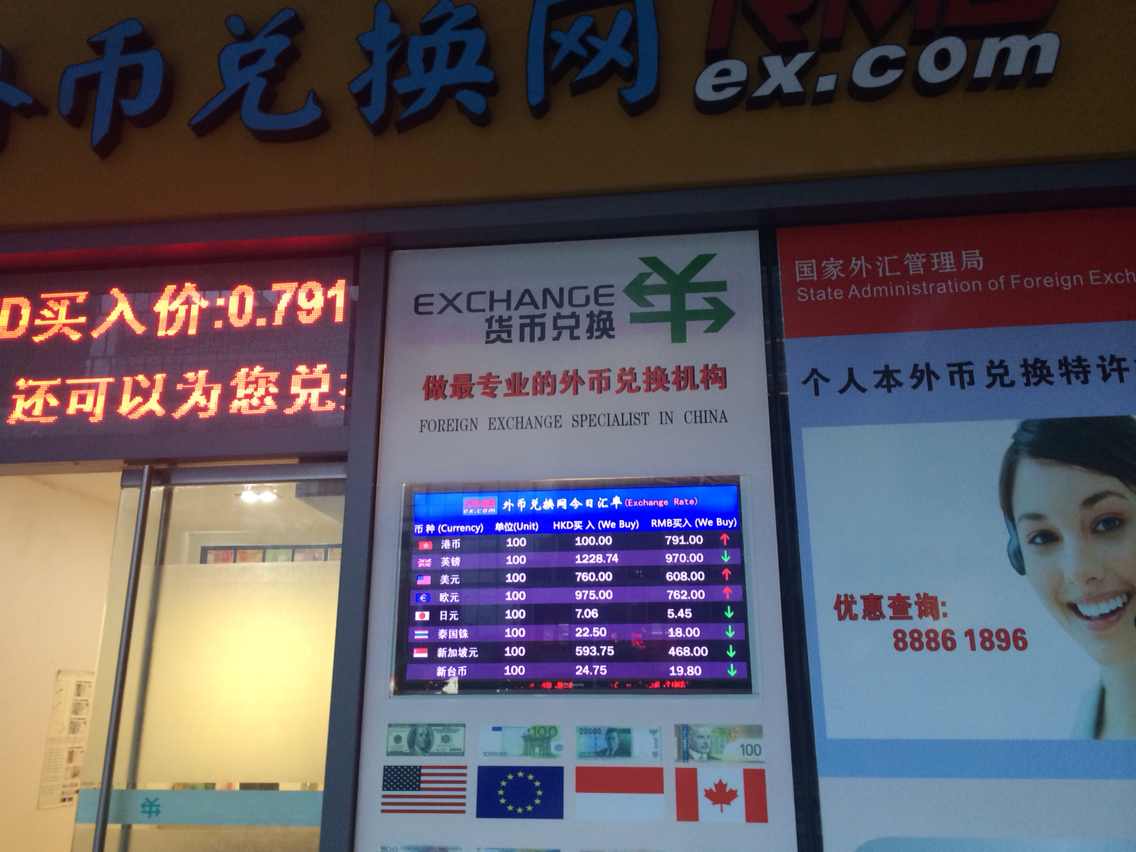 币兑换网 RMB
ex.com
D买入价:0.791
还可以为您兑
EXCHANGE
货币兑换
做最专业的外币兑换机构
FOREIGN EXCHANGE SPECIALIST IN CHINA
RMB
ex.com 外币兑换网今日汇率(Exchange Rate)
币 种 (Currency) 单位(Unit) HKD买 入 (We Buy) RMB买入 (We Buy)
港币 100 100.00 791.00 ↑
英镑 100 1228.74 970.00 ↓
美元 100 760.00 608.00 ↑
欧元 100 975.00 762.00 ↑
日元 100 7.06 5.45 ↓
泰国铢 100 22.50 18.00 ↓
新加坡元 100 593.75 468.00 ↓
新台币 100 24.75 19.80 ↓
100
100
国家外汇管理局
State Administration of Foreign Exch
个人本外币兑换特许
优惠查询:
8886 1896